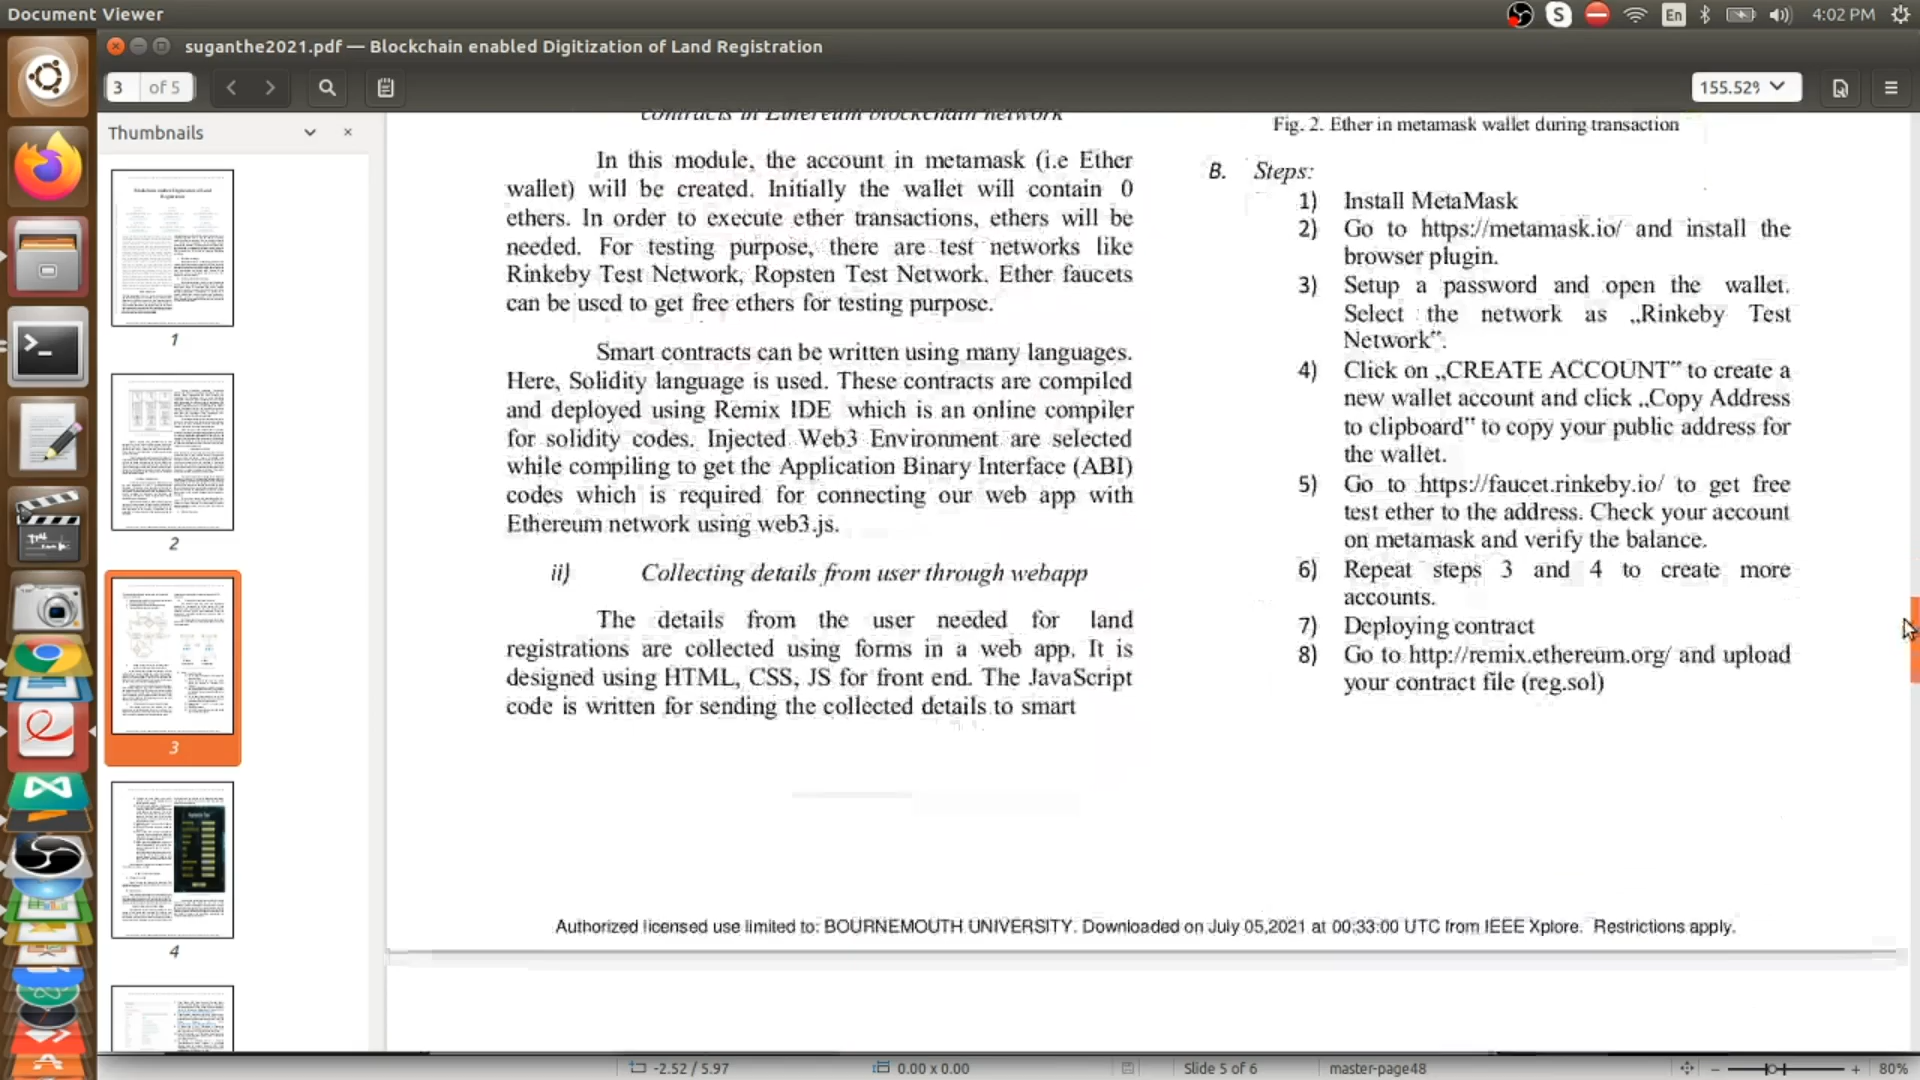 Document Viewer
En
4:02 PM
suganthe2021.pdf — Blockchain enabled Digitization of Land Registration
3 of 5
155.52%
Thumbnails
1
2
3
4
contracts in Ethereum blockchain network
In this module, the account in metamask (i.e Ether
wallet) will be created. Initially the wallet will contain 0
ethers. In order to execute ether transactions, ethers will be
needed. For testing purpose, there are test networks like
Rinkeby Test Network, Ropsten Test Network. Ether faucets
can be used to get free ethers for testing purpose.
Smart contracts can be written using many languages.
Here, Solidity language is used. These contracts are compiled
and deployed using Remix IDE which is an online compiler
for solidity codes. Injected Web3 Environment are selected
while compiling to get the Application Binary Interface (ABI)
codes which is required for connecting our web app with
Ethereum network using web3.js.
ii) Collecting details from user through webapp
The details from the user needed for land
registrations are collected using forms in a web app. It is
designed using HTML, CSS, JS for front end. The JavaScript
code is written for sending the collected details to smart
Fig. 2. Ether in metamask wallet during transaction
B. Steps:
1) Install MetaMask
2) Go to https://metamask.io/ and install the
browser plugin.
3) Setup a password and open the wallet.
Select the network as „Rinkeby Test
Network‟.
4) Click on „CREATE ACCOUNT‟ to create a
new wallet account and click „Copy Address
to clipboard‟ to copy your public address for
the wallet.
5) Go to https://faucet.rinkeby.io/ to get free
test ether to the address. Check your account
on metamask and verify the balance.
6) Repeat steps 3 and 4 to create more
accounts.
7) Deploying contract
8) Go to http://remix.ethereum.org/ and upload
your contract file (reg.sol)
Authorized licensed use limited to: BOURNEMOUTH UNIVERSITY. Downloaded on July 05,2021 at 00:33:00 UTC from IEEE Xplore. Restrictions apply.
-2.52 / 5.97
0.00 x 0.00
Slide 5 of 6
master-page48
80%